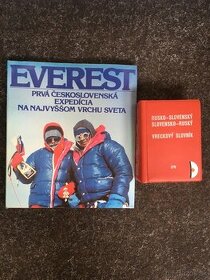 EVEREST
PRVÁ ČESKOSLOVENSKÁ
EXPEDÍCIA
NA NAJVYŠŠOM VRCHU SVETA
RUSKO-SLOVENSKÝ
SLOVENSKO-RUSKÝ
VRECKOVÝ SLOVNÍK